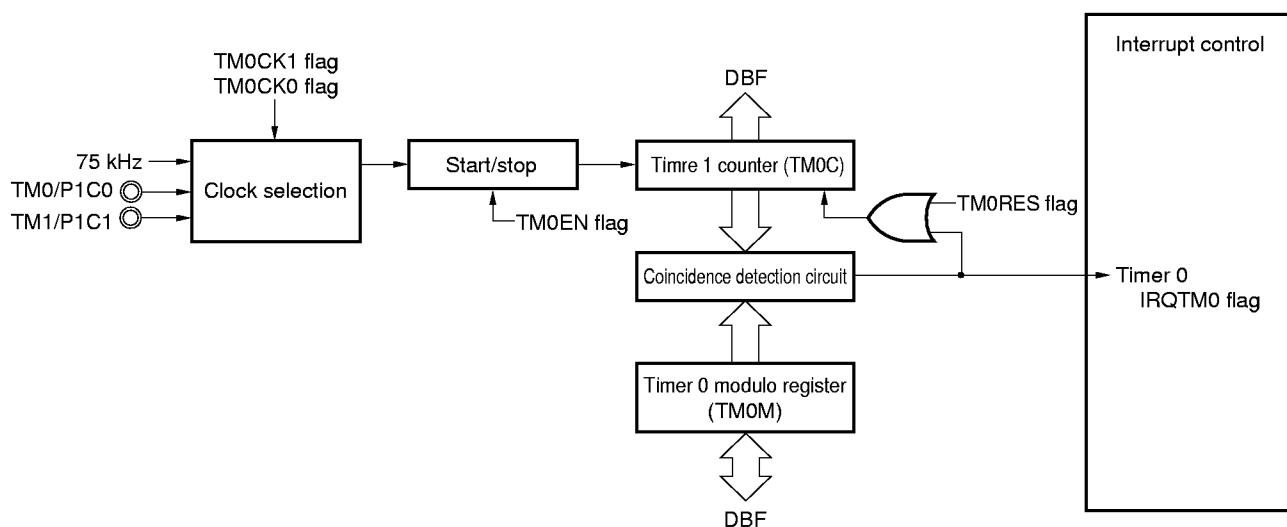 Interrupt control
TM0CK1 flag
TM0CK0 flag
DBF
75 kHz
TM0/P1C0
TM1/P1C1
Clock selection
Start/stop
Timre 1 counter (TM0C)
TM0EN flag
TM0RES flag
Coincidence detection circuit
Timer 0
IRQTM0 flag
Timer 0 modulo register
(TM0M)
DBF